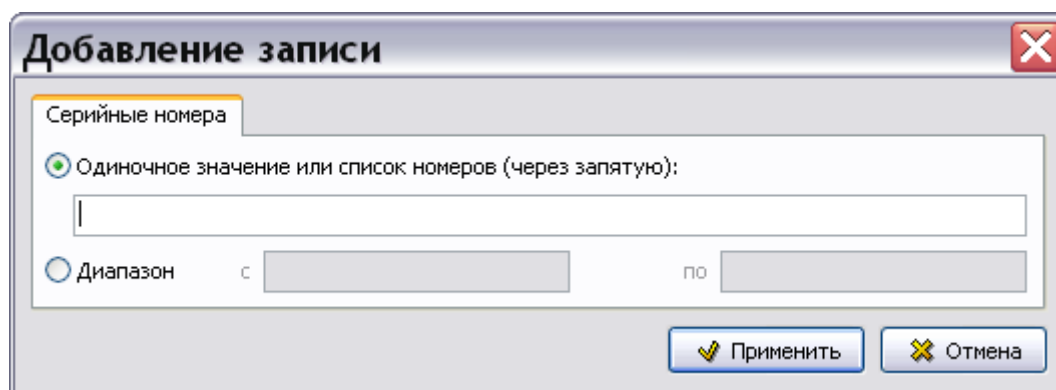 Добавление записи
Серийные номера
Одиночное значение или список номеров (через запятую):
Диапазон с по
Применить Отмена